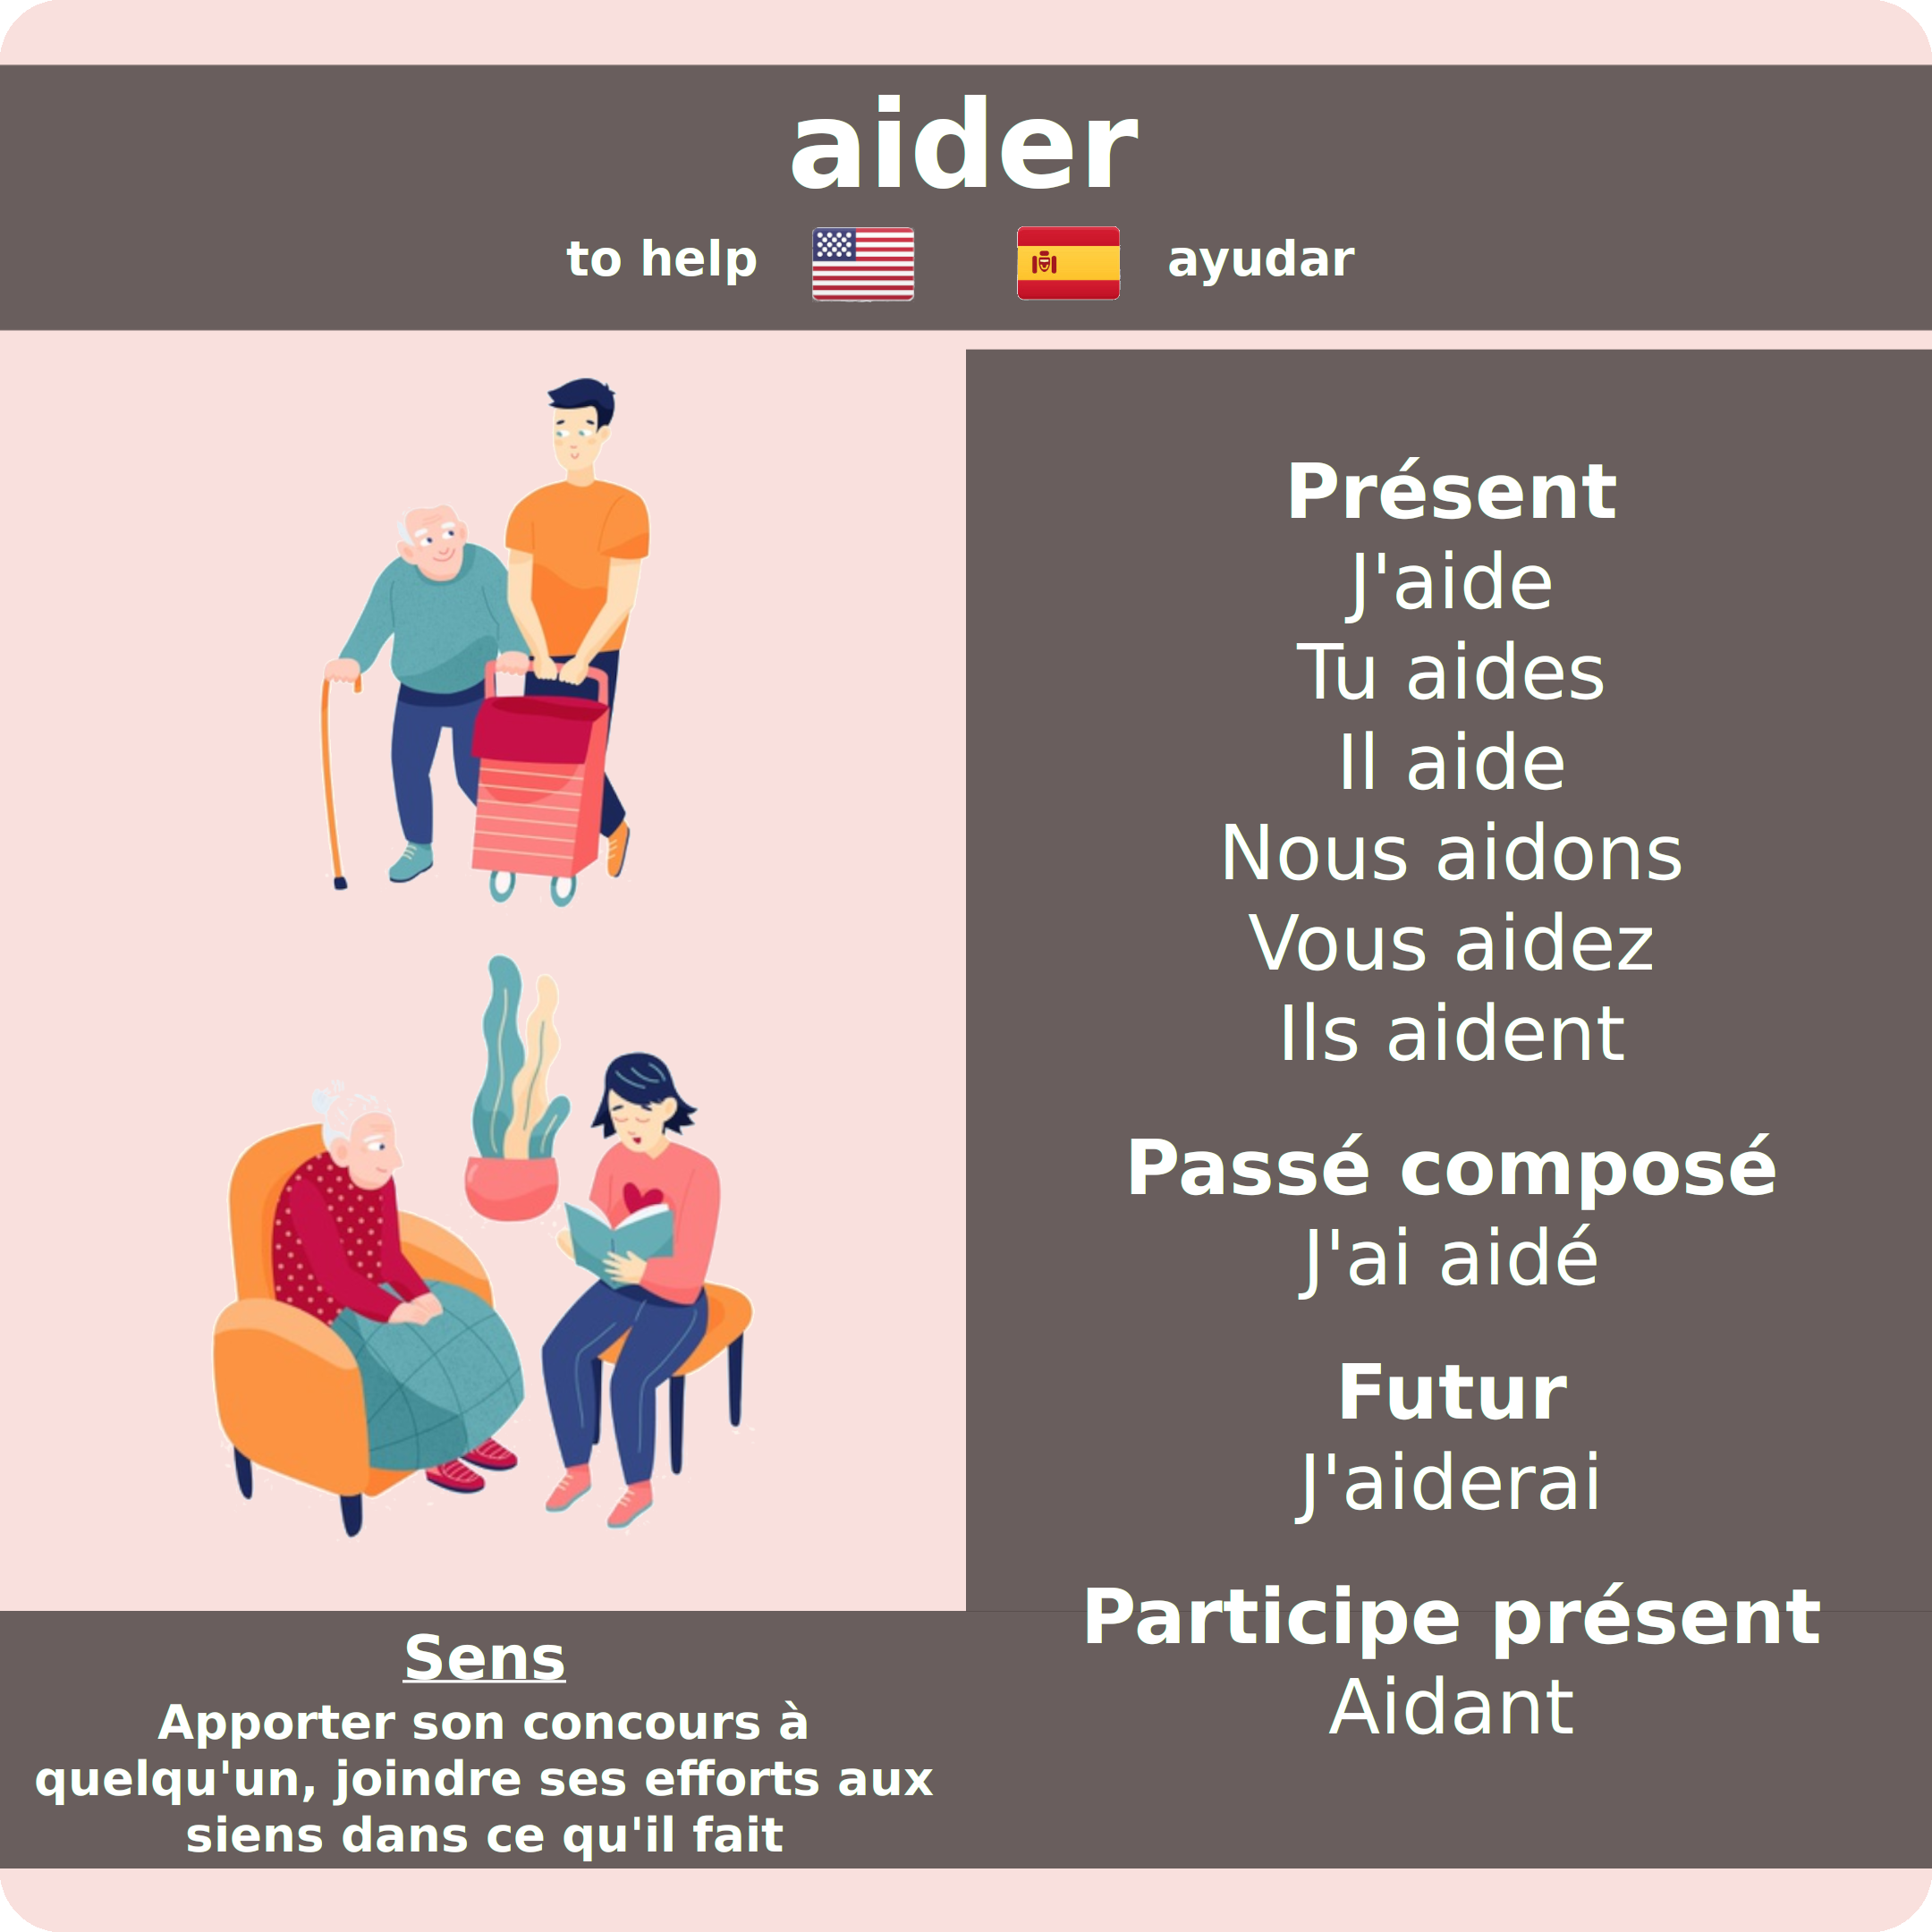 aider
to help
ayudar
Présent
J'aide
Tu aides
Il aide
Nous aidons
Vous aidez
Ils aident
Passé composé
J'ai aidé
Futur
J'aiderai
Participe présent
Aidant
Sens
Apporter son concours à
quelqu'un, joindre ses efforts aux
siens dans ce qu'il fait